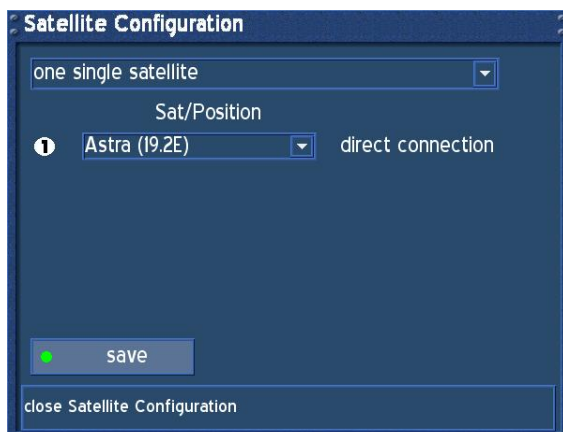 Satellite Configuration
one single satellite
Sat/Position
1 Astra (19.2E) direct connection
save
close Satellite Configuration